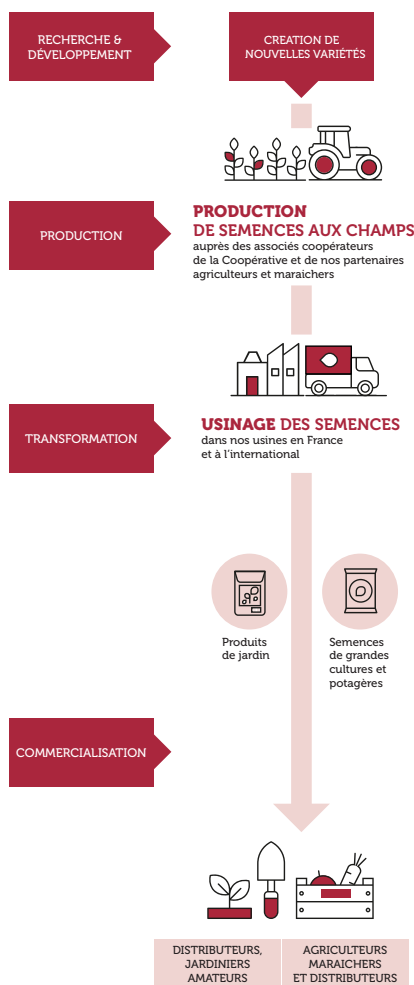 RECHERCHE &
DÉVELOPPEMENT
CREATION DE
NOUVELLES VARIÉTÉS
PRODUCTION
PRODUCTION
DE SEMENCES AUX CHAMPS
auprès des associés coopérateurs
de la Coopérative et de nos partenaires
agriculteurs et maraichers
TRANSFORMATION
USINAGE DES SEMENCES
dans nos usines en France
et à l'international
Produits
de jardin
Semences
de grandes
cultures et
potagères
COMMERCIALISATION
DISTRIBUTEURS,
JARDINIERS
AMATEURS
AGRICULTEURS
MARAICHERS
ET DISTRIBUTEURS